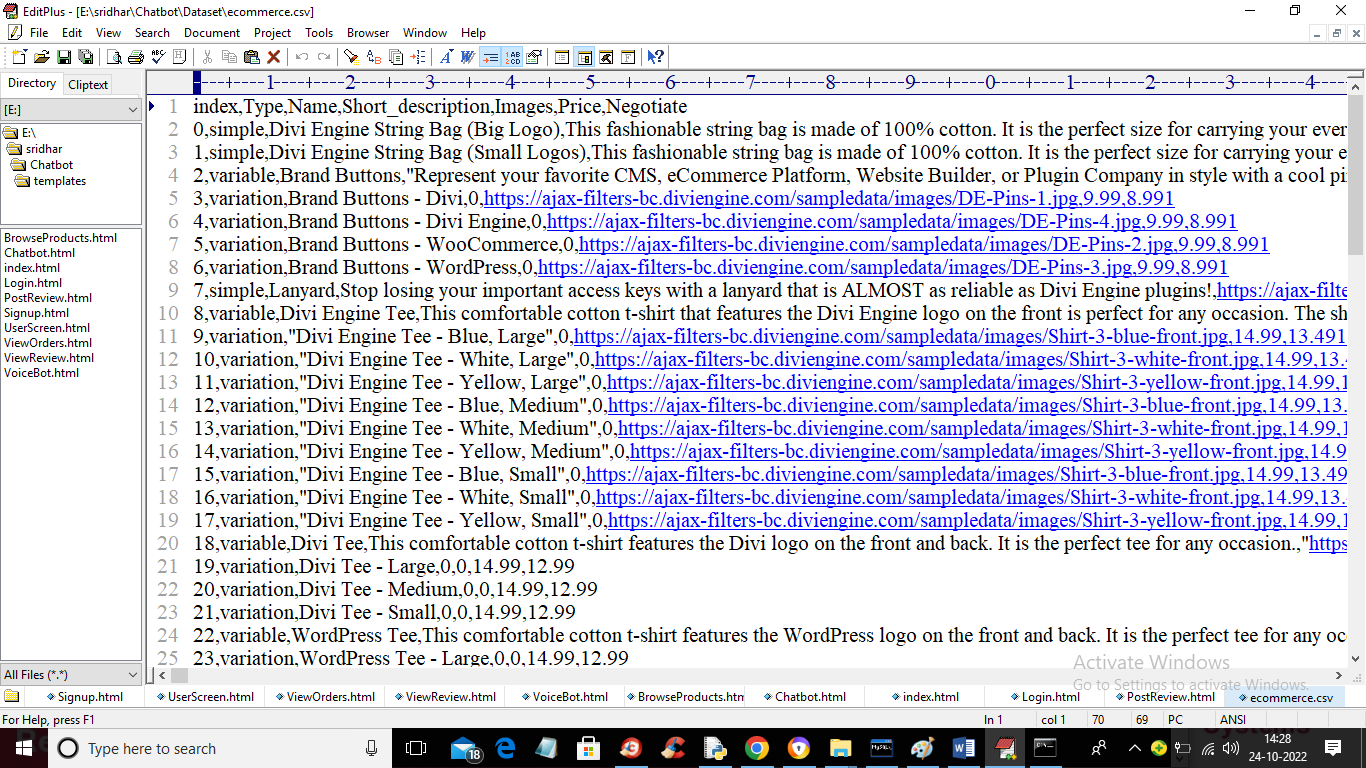 EditPlus - [E:\sridhar\Chatbot\Dataset\ecommerce.csv]
File Edit View Search Document Project Tools Browser Window Help
Directory Cliptext
[E:]
E:\
sridhar
Chatbot
templates
BrowseProducts.html
Chatbot.html
index.html
Login.html
PostReview.html
Signup.html
UserScreen.html
ViewOrders.html
ViewReview.html
VoiceBot.html
All Files (*.*)
----+----1----+----2----+----3----+----4----+----5----+----6----+----7----+----8----+----9----+----0----+----1----+----2----+----3----+----4----
1 index,Type,Name,Short_description,Images,Price,Negotiate
2 0,simple,Divi Engine String Bag (Big Logo),This fashionable string bag is made of 100% cotton. It is the perfect size for carrying your ever
3 1,simple,Divi Engine String Bag (Small Logos),This fashionable string bag is made of 100% cotton. It is the perfect size for carrying your e
4 2,variable,Brand Buttons,"Represent your favorite CMS, eCommerce Platform, Website Builder, or Plugin Company in style with a cool pi
5 3,variation,Brand Buttons - Divi,0,https://ajax-filters-bc.diviengine.com/sampledata/images/DE-Pins-1.jpg,9.99,8.991
6 4,variation,Brand Buttons - Divi Engine,0,https://ajax-filters-bc.diviengine.com/sampledata/images/DE-Pins-4.jpg,9.99,8.991
7 5,variation,Brand Buttons - WooCommerce,0,https://ajax-filters-bc.diviengine.com/sampledata/images/DE-Pins-2.jpg,9.99,8.991
8 6,variation,Brand Buttons - WordPress,0,https://ajax-filters-bc.diviengine.com/sampledata/images/DE-Pins-3.jpg,9.99,8.991
9 7,simple,Lanyard,Stop losing your important access keys with a lanyard that is ALMOST as reliable as Divi Engine plugins!,https://ajax-filte
10 8,variable,Divi Engine Tee,This comfortable cotton t-shirt that features the Divi Engine logo on the front is perfect for any occasion. The sh
11 9,variation,"Divi Engine Tee - Blue, Large",0,https://ajax-filters-bc.diviengine.com/sampledata/images/Shirt-3-blue-front.jpg,14.99,13.491
12 10,variation,"Divi Engine Tee - White, Large",0,https://ajax-filters-bc.diviengine.com/sampledata/images/Shirt-3-white-front.jpg,14.99,13.
13 11,variation,"Divi Engine Tee - Yellow, Large",0,https://ajax-filters-bc.diviengine.com/sampledata/images/Shirt-3-yellow-front.jpg,14.99,1
14 12,variation,"Divi Engine Tee - Blue, Medium",0,https://ajax-filters-bc.diviengine.com/sampledata/images/Shirt-3-blue-front.jpg,14.99,13.
15 13,variation,"Divi Engine Tee - White, Medium",0,https://ajax-filters-bc.diviengine.com/sampledata/images/Shirt-3-white-front.jpg,14.99,1
16 14,variation,"Divi Engine Tee - Yellow, Medium",0,https://ajax-filters-bc.diviengine.com/sampledata/images/Shirt-3-yellow-front.jpg,14.9
17 15,variation,"Divi Engine Tee - Blue, Small",0,https://ajax-filters-bc.diviengine.com/sampledata/images/Shirt-3-blue-front.jpg,14.99,13.49
18 16,variation,"Divi Engine Tee - White, Small",0,https://ajax-filters-bc.diviengine.com/sampledata/images/Shirt-3-white-front.jpg,14.99,13.
19 17,variation,"Divi Engine Tee - Yellow, Small",0,https://ajax-filters-bc.diviengine.com/sampledata/images/Shirt-3-yellow-front.jpg,14.99,1
20 18,variable,Divi Tee,This comfortable cotton t-shirt features the Divi logo on the front and back. It is the perfect tee for any occasion.,"https
21 19,variation,Divi Tee - Large,0,0,14.99,12.99
22 20,variation,Divi Tee - Medium,0,0,14.99,12.99
23 21,variation,Divi Tee - Small,0,0,14.99,12.99
24 22,variable,WordPress Tee,This comfortable cotton t-shirt features the WordPress logo on the front and back. It is the perfect tee for any oc
25 23,variation,WordPress Tee - Large,0,0,14.99,12.99
Activate Windows
Go to Settings to activate Windows.
Signup.html UserScreen.html ViewOrders.html ViewReview.html VoiceBot.html BrowseProducts.htn Chatbot.html index.html Login.html PostReview.html ecommerce.csv
For Help, press F1 ln 1 col 1 70 69 PC ANSI
Type here to search 18 14:28
24-10-2022